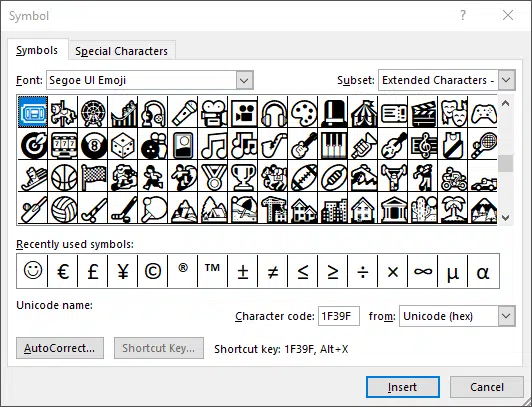 Symbol
Symbols Special Characters
Font: Segoe UI Emoji Subset: Extended Characters -
Recently used symbols:
☺ € £ ¥ © ® ™ ± ≠ ≤ ≥ ÷ × ∞ µ α
Unicode name:
Character code: 1F39F from: Unicode (hex)
AutoCorrect... Shortcut Key... Shortcut key: 1F39F, Alt+X
Insert Cancel